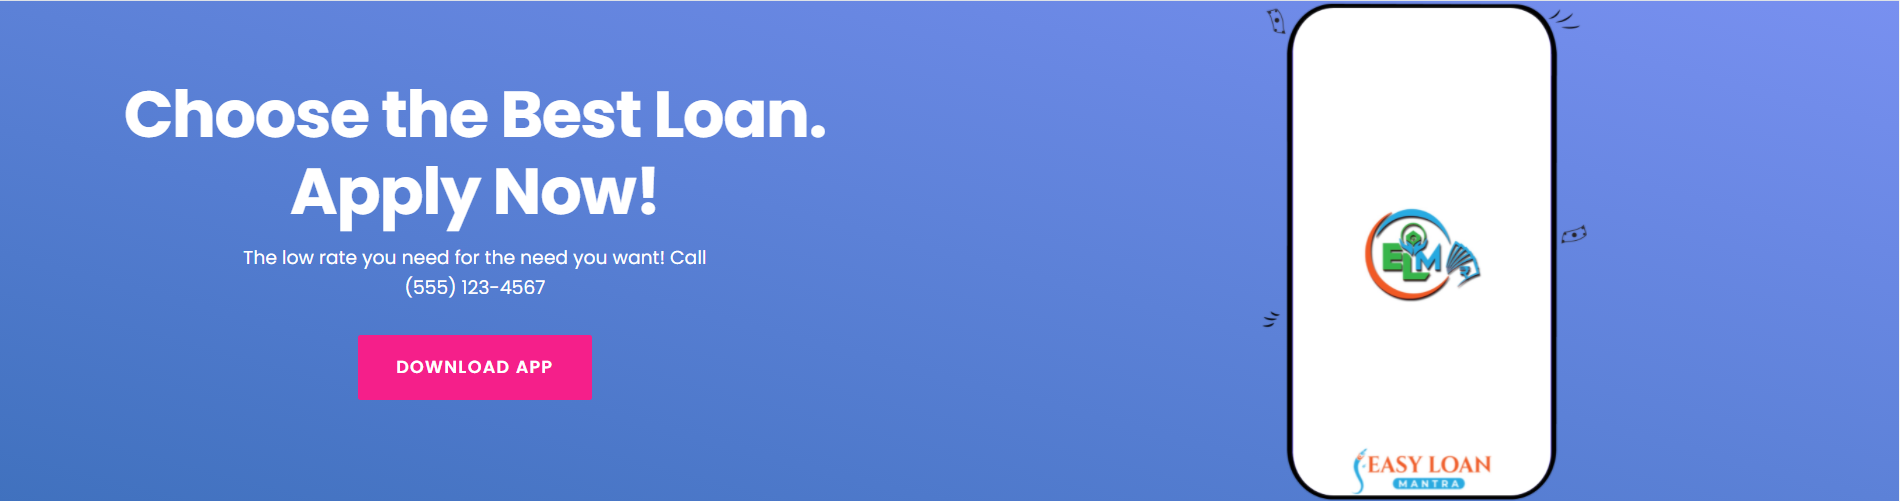 Choose the Best Loan.
Apply Now!
The low rate you need for the need you want! Call
(555) 123-4567
DOWNLOAD APP
ELM
EASY LOAN
MANTRA